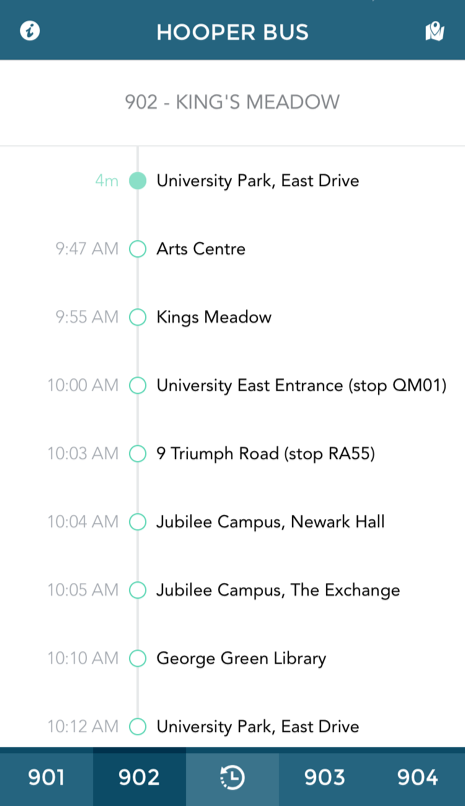 HOOPER BUS
902 - KING'S MEADOW
4m University Park, East Drive
9:47 AM Arts Centre
9:55 AM Kings Meadow
10:00 AM University East Entrance (stop QM01)
10:03 AM 9 Triumph Road (stop RA55)
10:04 AM Jubilee Campus, Newark Hall
10:05 AM Jubilee Campus, The Exchange
10:10 AM George Green Library
10:12 AM University Park, East Drive
901 902 903 904